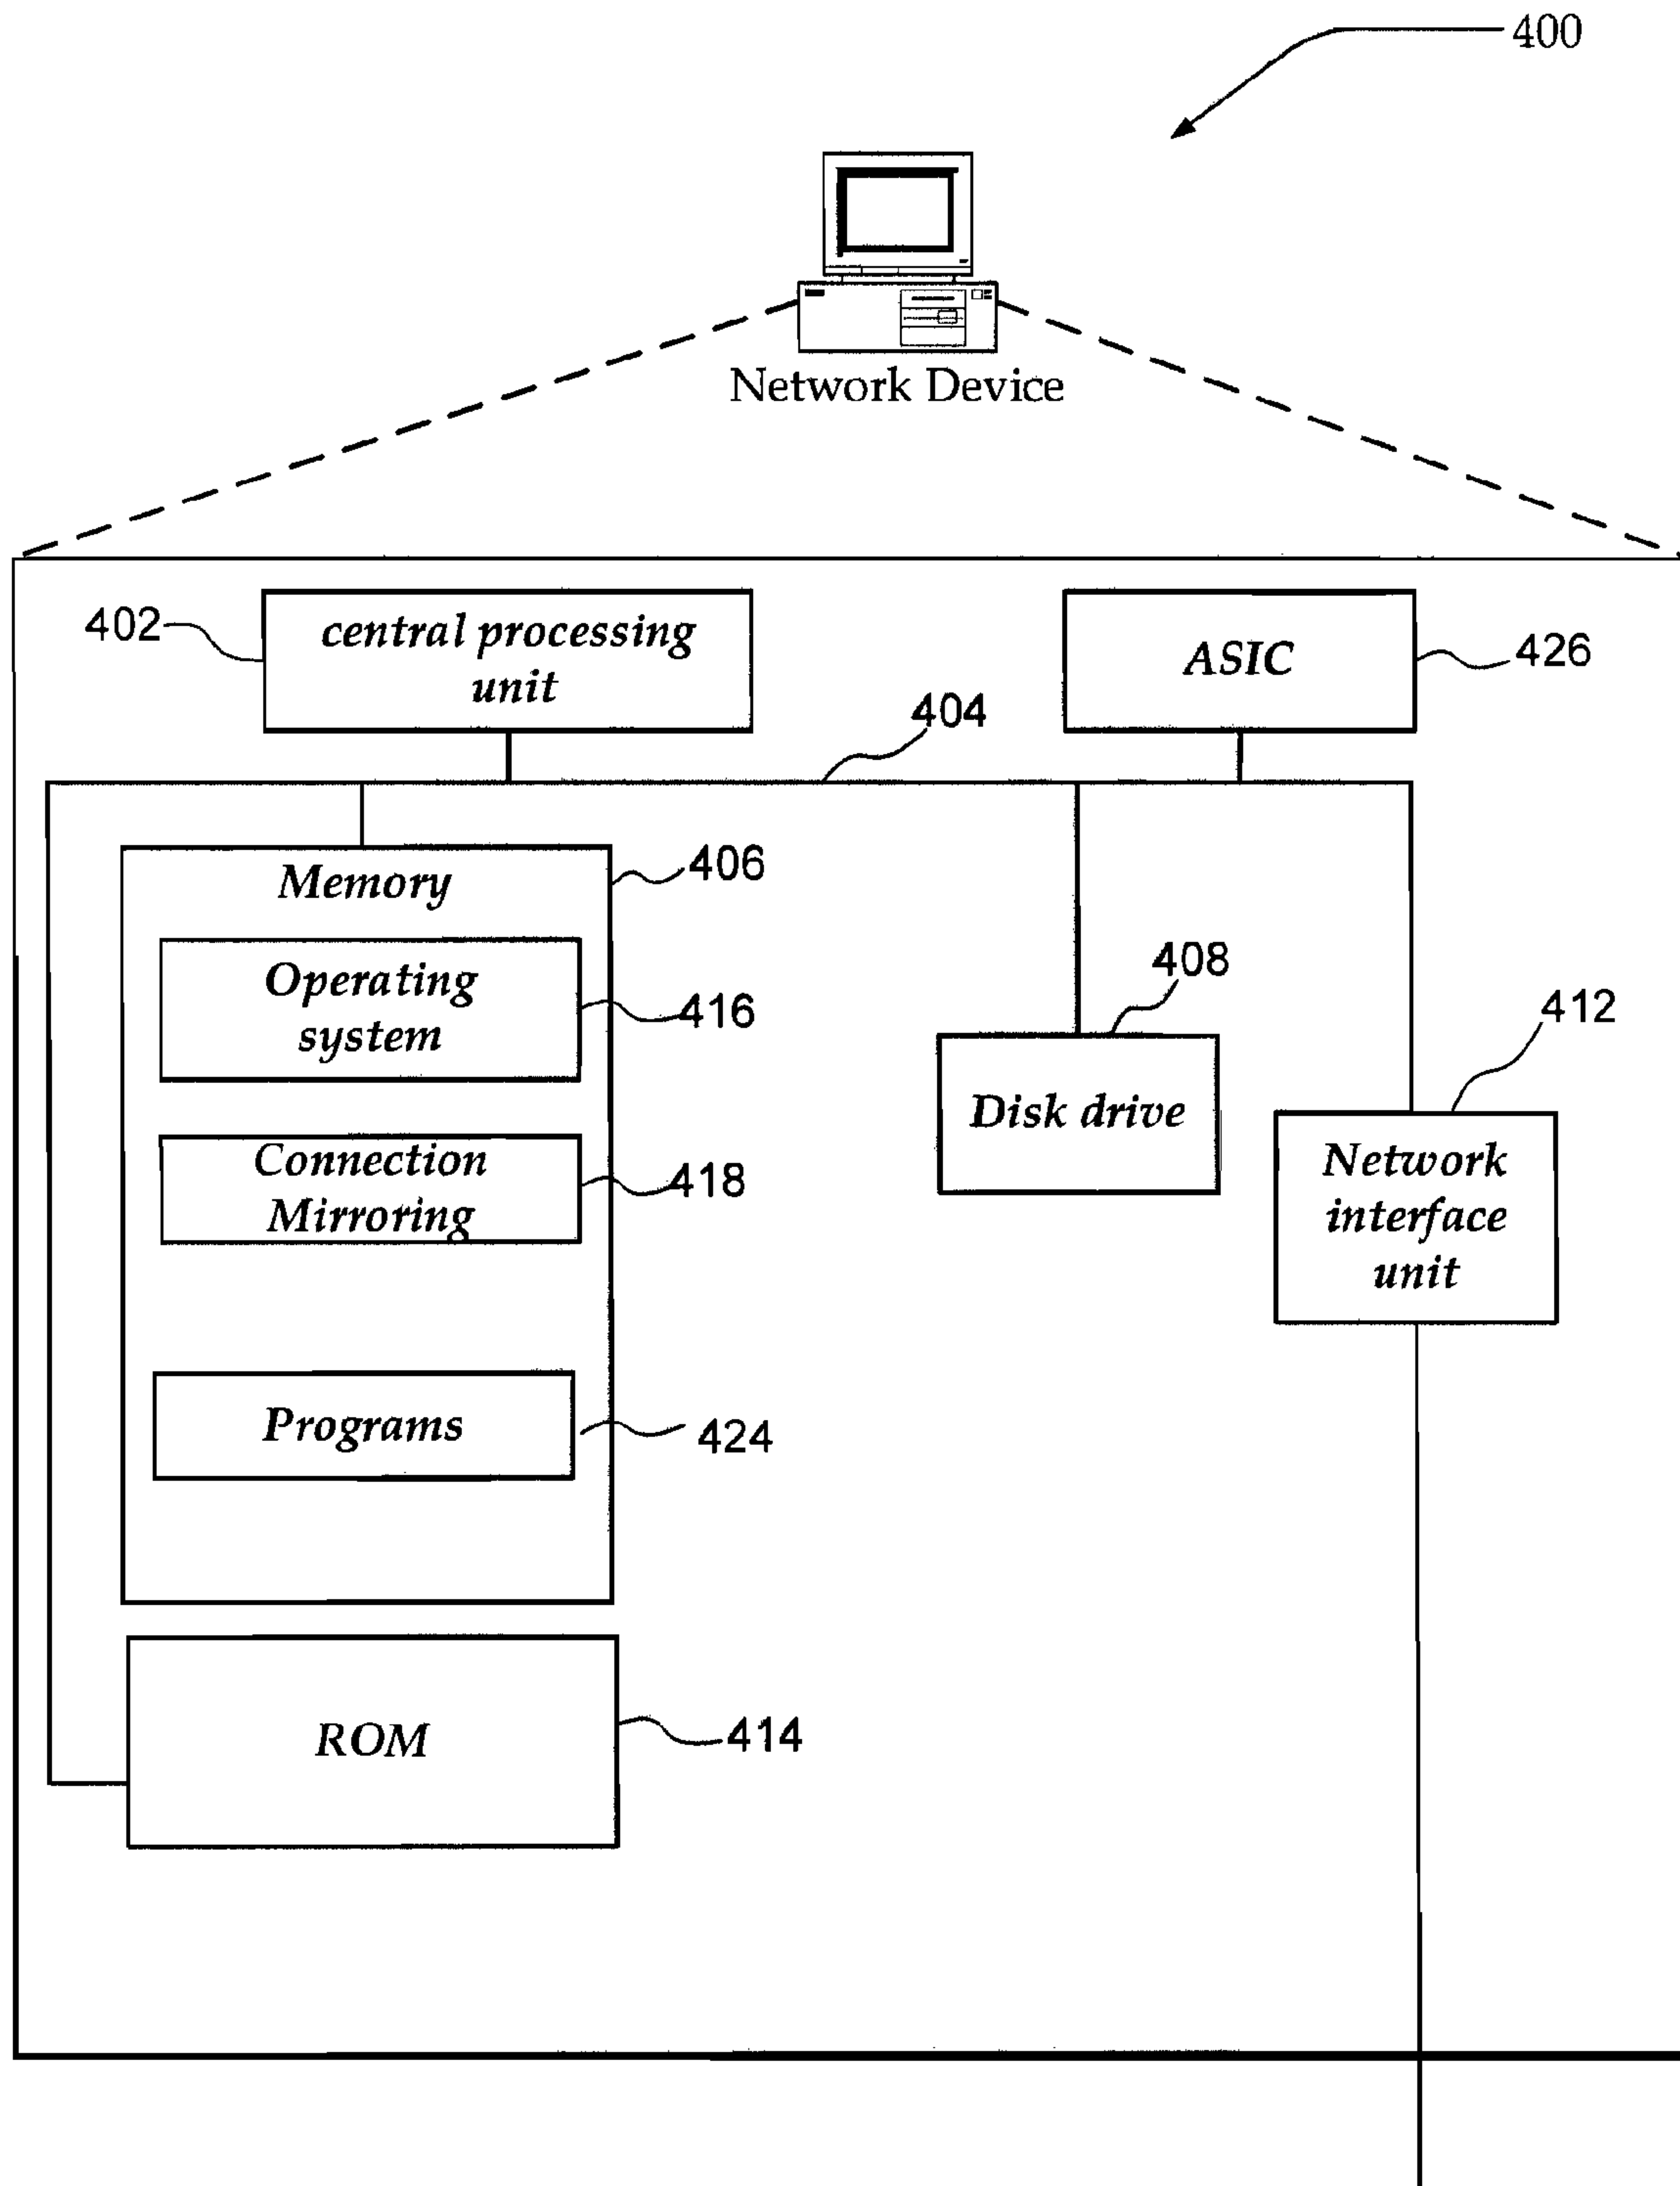 400
Network Device
402
central processing
unit
ASIC
426
404
Memory
406
Operating
system
416
408
412
Connection
Mirroring
418
Disk drive
Network
interface
unit
Programs
424
ROM
414